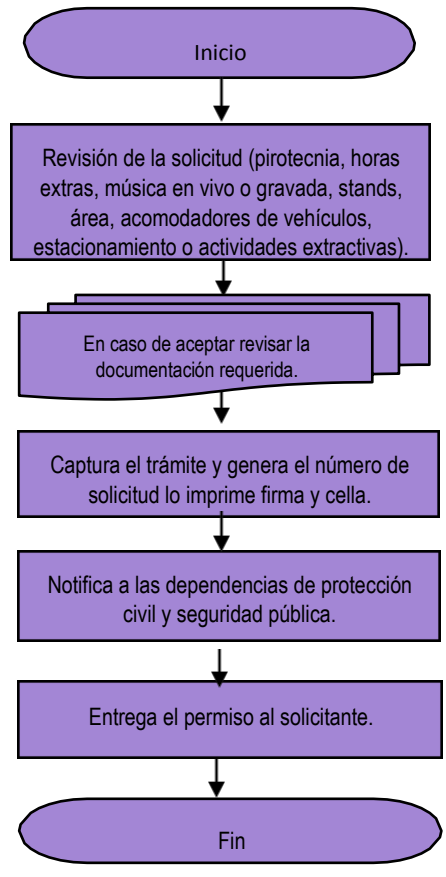 Inicio
Revisión de la solicitud (pirotecnia, horas
extras, música en vivo o gravada, stands,
área, acomodadores de vehículos,
estacionamiento o actividades extractivas).
En caso de aceptar revisar la
documentación requerida.
Captura el trámite y genera el número de
solicitud lo imprime firma y cella.
Notifica a las dependencias de protección
civil y seguridad pública.
Entrega el permiso al solicitante.
Fin